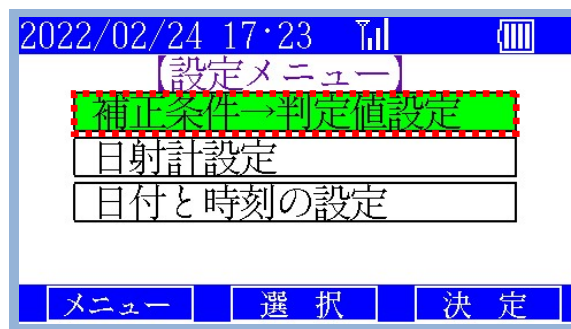 2022/02/24 17･23
【設定メニュー】
補正条件→判定値設定
日射計設定
日付と時刻の設定
メニュー 選 択 決 定